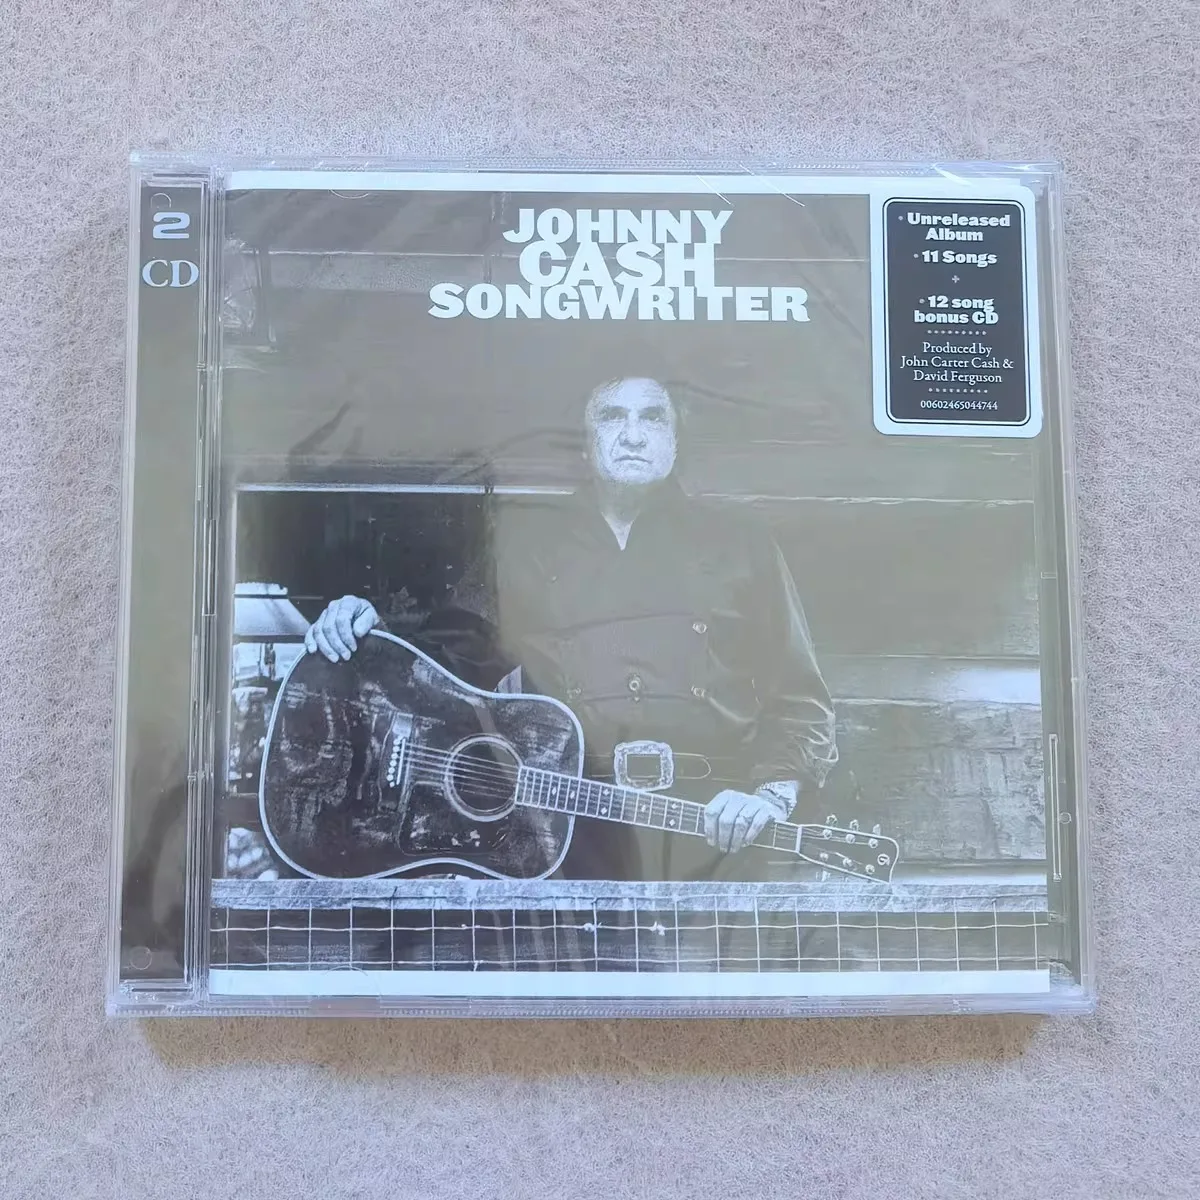 2
CD
JOHNNY
CASH
SONGWRITER
• Unreleased
Album
• 11 Songs
+
• 12 song
bonus CD
Produced by
John Carter Cash &
David Ferguson
00602465044744
G